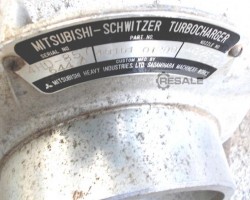 MITSUBISHI-SCHWITZER TURBOCHARGER
SERIAL NO. PART NO. NOZZLE NO.
CUSTOM MFG BY
MITSUBISHI HEAVY INDUSTRIES, LTD. SAGAMIHARA MACHINERY WORKS
RESALE